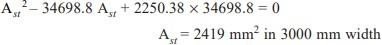 A_st² – 34698.8 A_st + 2250.38 × 34698.8 = 0
A_st = 2419 mm² in 3000 mm width